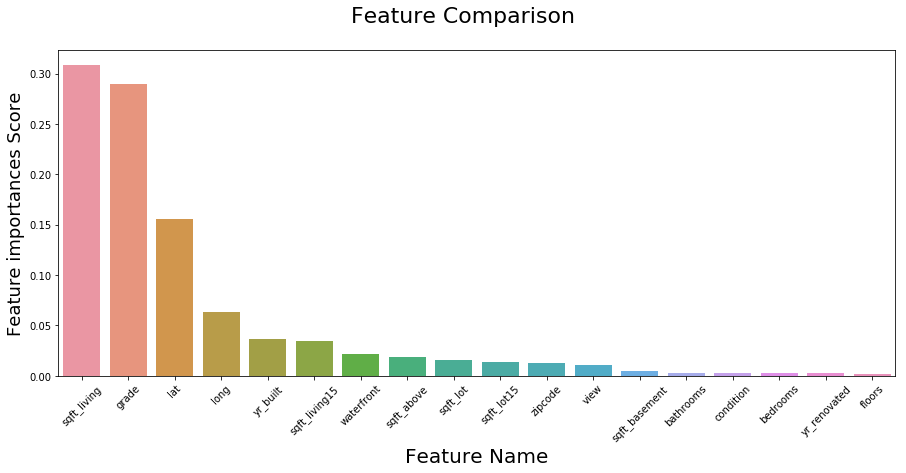 Feature Comparison
Feature importances Score
0.30
0.25
0.20
0.15
0.10
0.05
0.00
sqft_living
grade
lat
long
yr_built
sqft_living15
waterfront
sqft_above
sqft_lot
sqft_lot15
zipcode
view
sqft_basement
bathrooms
condition
bedrooms
yr_renovated
floors
Feature Name